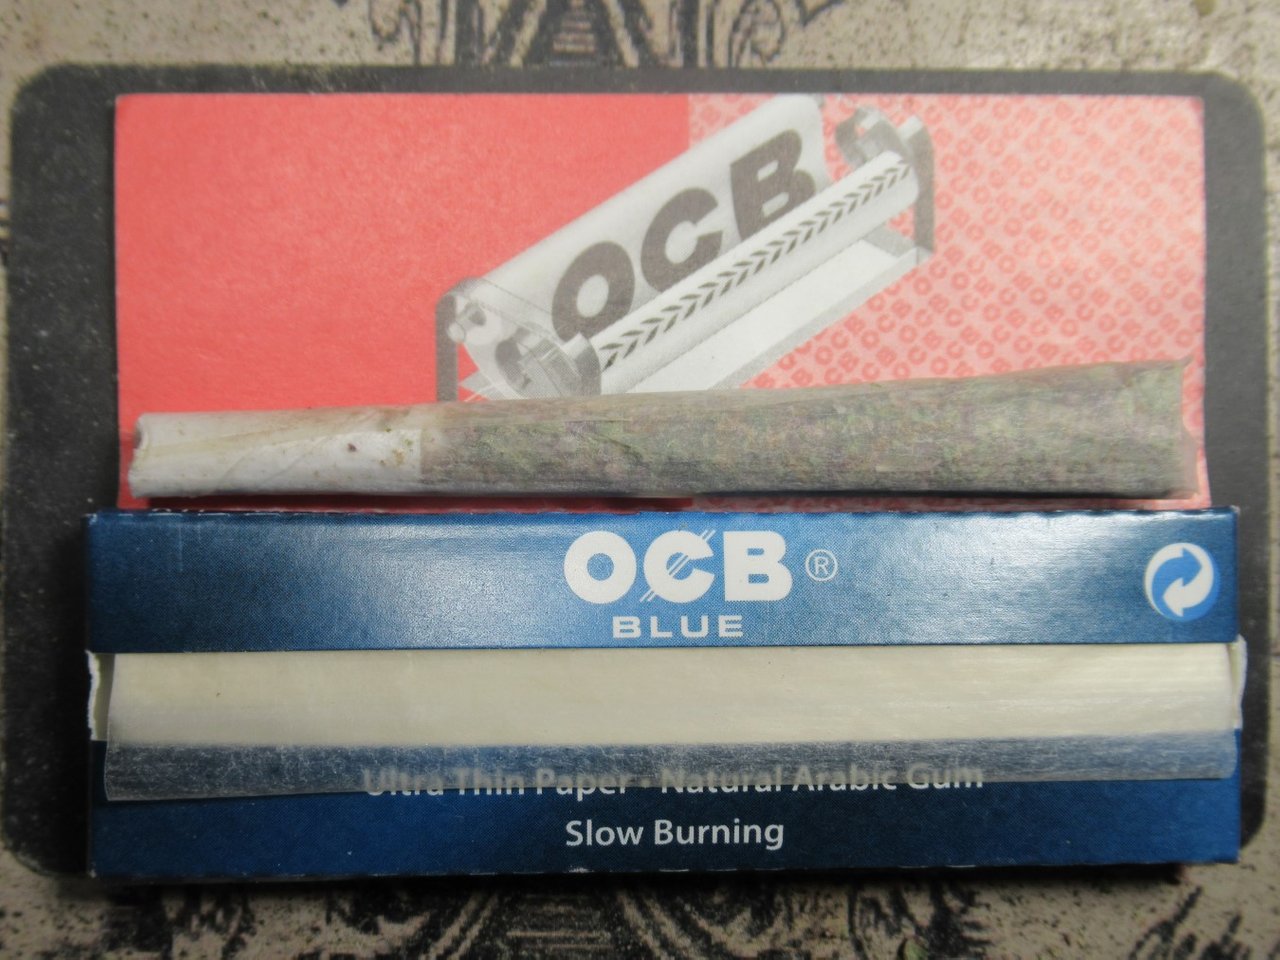 OCB
OCB ®
BLUE
Ultra Thin Paper - Natural Arabic Gum
Slow Burning